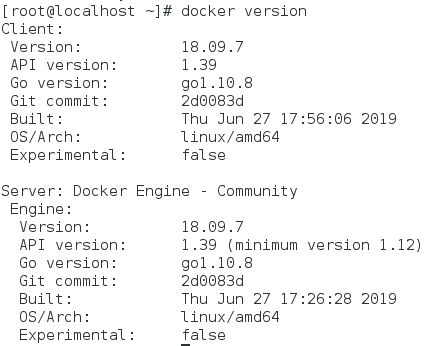 [root@localhost ~]# docker version
Client:
Version: 18.09.7
API version: 1.39
Go version: go1.10.8
Git commit: 2d0083d
Built: Thu Jun 27 17:56:06 2019
OS/Arch: linux/amd64
Experimental: false
Server: Docker Engine - Community
Engine:
Version: 18.09.7
API version: 1.39 (minimum version 1.12)
Go version: go1.10.8
Git commit: 2d0083d
Built: Thu Jun 27 17:26:28 2019
OS/Arch: linux/amd64
Experimental: false